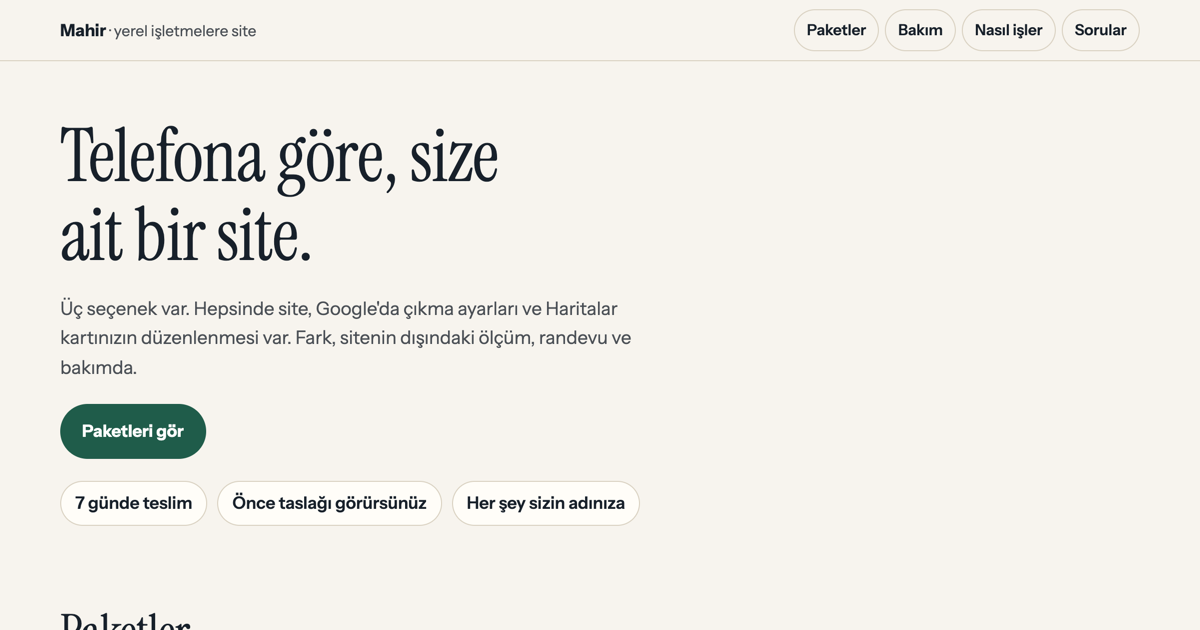 Mahir · yerel işletmelere site
Paketler
Bakım
Nasıl işler
Sorular
Telefona göre, size
ait bir site.
Üç seçenek var. Hepsinde site, Google'da çıkma ayarları ve Haritalar
kartınızın düzenlenmesi var. Fark, sitenin dışındaki ölçüm, randevu ve
bakımda.
Paketleri gör
7 günde teslim
Önce taslağı görürsünüz
Her şey sizin adınıza
Paketler